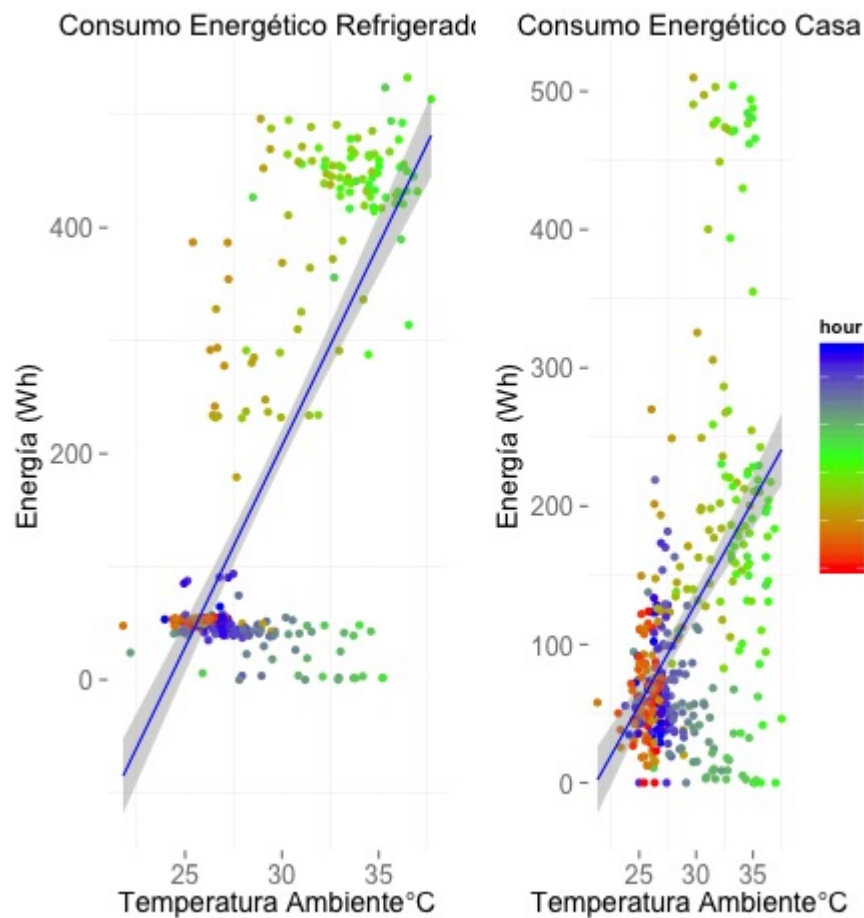 Consumo Energético Refrigerado
Energía (Wh)
400
200
0
25 30 35
Temperatura Ambiente°C
Consumo Energético Casa
Energía (Wh)
500
400
300
200
100
0
25 30 35
Temperatura Ambiente°C
hour